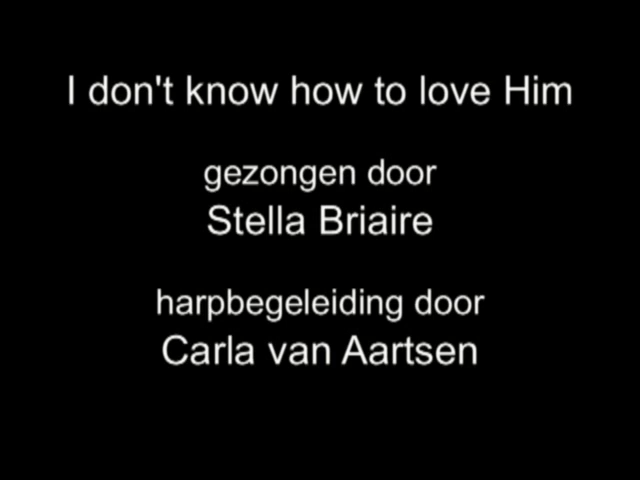 I don't know how to love Him
gezongen door
Stella Briaire
harpbegeleiding door
Carla van Aartsen